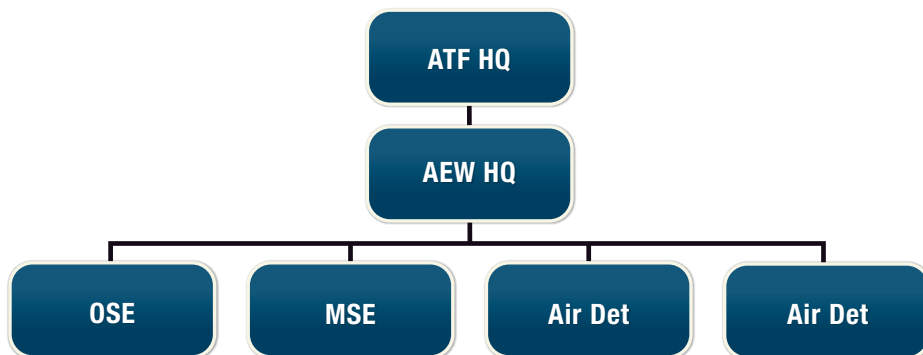 ATF HQ
AEW HQ
OSE
MSE
Air Det
Air Det